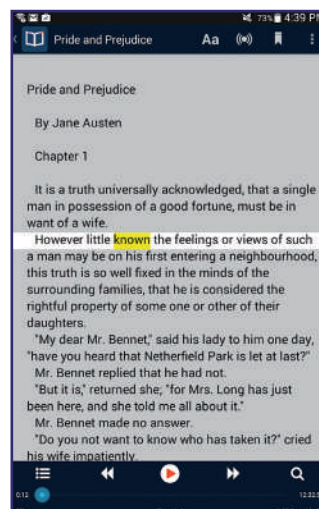 73% 4:39 PM
Pride and Prejudice Aa
Pride and Prejudice
By Jane Austen
Chapter 1
It is a truth universally acknowledged, that a single
man in possession of a good fortune, must be in
want of a wife.
However little known the feelings or views of such
a man may be on his first entering a neighbourhood,
this truth is so well fixed in the minds of the
surrounding families, that he is considered the
rightful property of some one or other of their
daughters.
"My dear Mr. Bennet," said his lady to him one day,
"have you heard that Netherfield Park is let at last?"
Mr. Bennet replied that he had not.
"But it is," returned she; "for Mrs. Long has just
been here, and she told me all about it."
Mr. Bennet made no answer.
"Do you not want to know who has taken it?" cried
his wife impatiently.
0:12